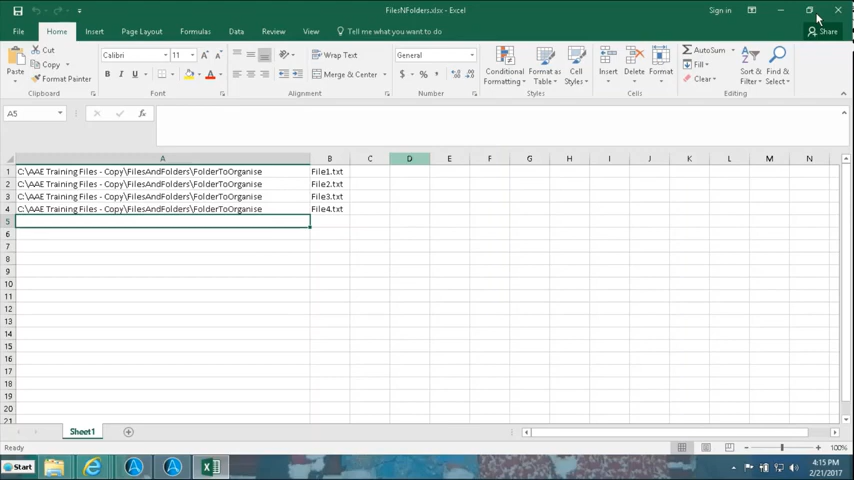 FilesNFolders.xlsx - Excel
Sign in
File Home Insert Page Layout Formulas Data Review View Tell me what you want to do Share
Paste Cut Copy Format Painter Clipboard
Calibri 11 B I U A A A Font
Wrap Text Merge & Center Alignment
General $ % Number
Conditional Formatting Format as Table Cell Styles Styles
Insert Delete Format Cells
AutoSum Fill Clear Sort & Filter Find & Select Editing
A5 fx
A B C D E F G H I J K L M N
1 C:\AAE Training Files - Copy\FilesAndFolders\FolderToOrganise File1.txt
2 C:\AAE Training Files - Copy\FilesAndFolders\FolderToOrganise File2.txt
3 C:\AAE Training Files - Copy\FilesAndFolders\FolderToOrganise File3.txt
4 C:\AAE Training Files - Copy\FilesAndFolders\FolderToOrganise File4.txt
5
6
7
8
9
10
11
12
13
14
15
16
17
18
19
20
21
Sheet1
Ready 100%
Start 4:15 PM
2/21/2017